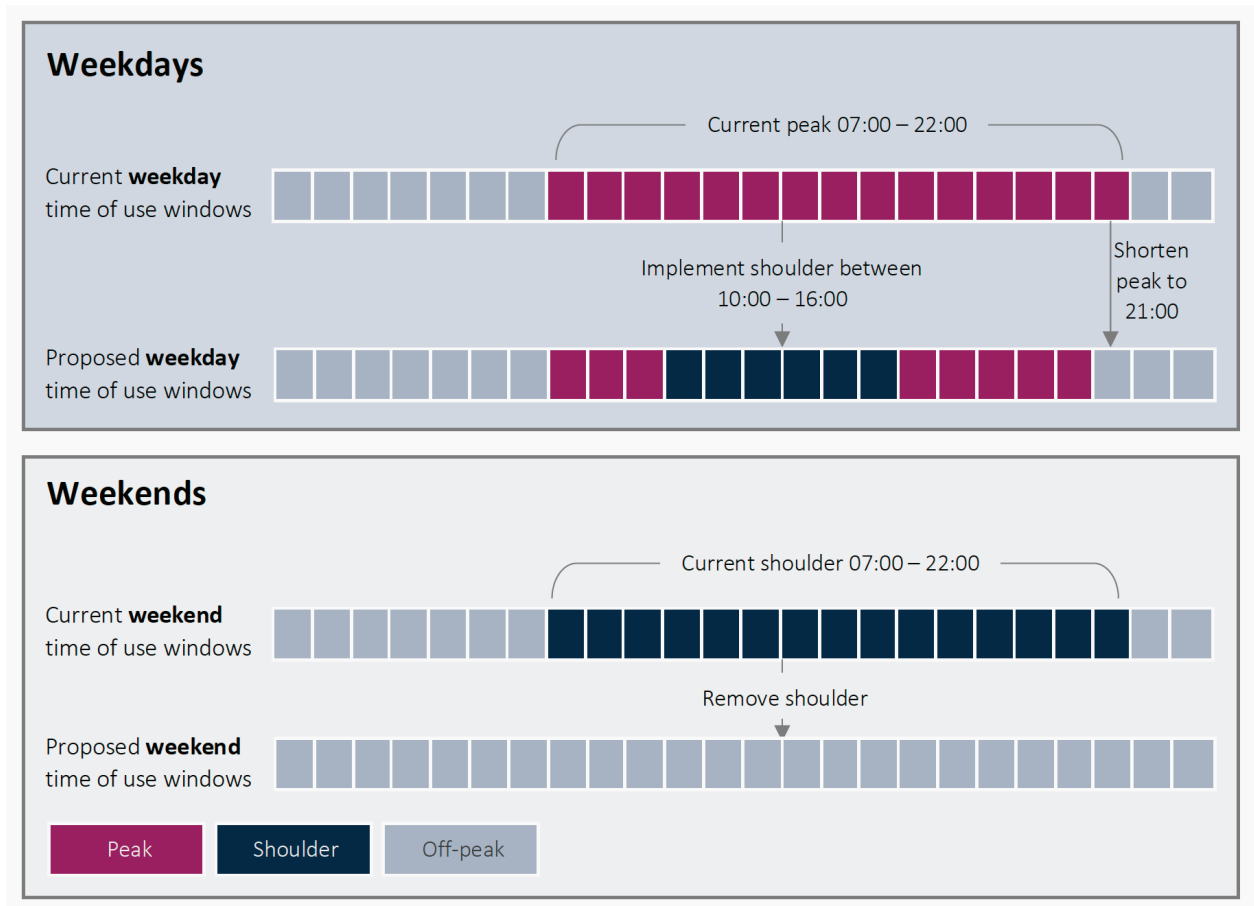 Weekdays
Current peak 07:00 – 22:00
Current weekday
time of use windows
Implement shoulder between
10:00 – 16:00
Shorten
peak to
21:00
Proposed weekday
time of use windows
Weekends
Current shoulder 07:00 – 22:00
Current weekend
time of use windows
Remove shoulder
Proposed weekend
time of use windows
Peak
Shoulder
Off-peak